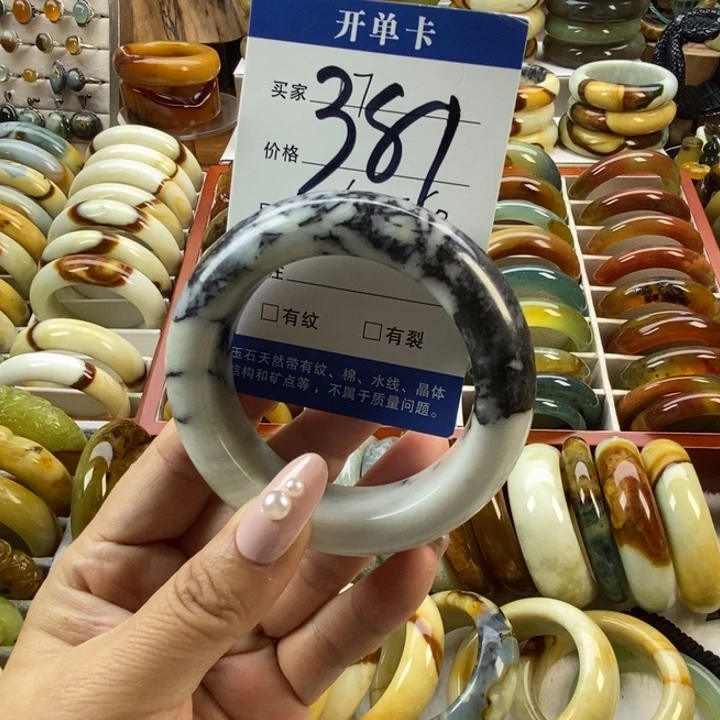 开单卡
买家
387
价格
□有纹 □有裂
玉石天然带有纹、棉、水线、晶体
结构和矿点等，不属于质量问题。